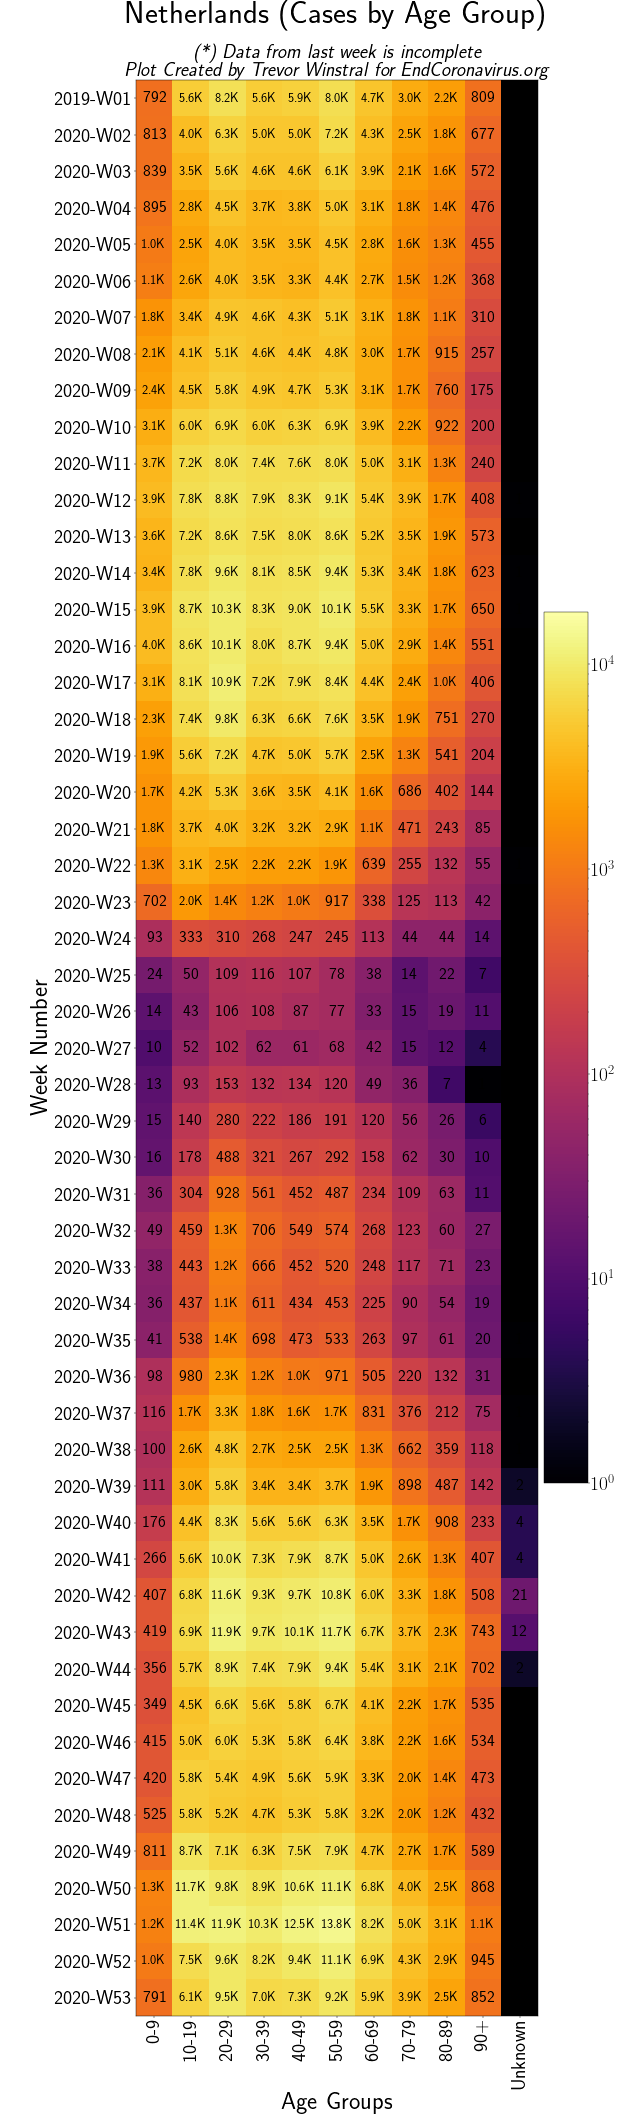 Netherlands (Cases by Age Group)
(*) Data from last week is incomplete
Plot Created by Trevor Winstral for EndCoronavirus.org
2019-W01 792 5.6K 8.2K 5.6K 5.9K 8.0K 4.7K 3.0K 2.2K 809
2020-W02 813 4.0K 6.3K 5.0K 5.0K 7.2K 4.3K 2.5K 1.8K 677
2020-W03 839 3.5K 5.6K 4.6K 4.6K 6.1K 3.9K 2.1K 1.6K 572
2020-W04 895 2.8K 4.5K 3.7K 3.8K 5.0K 3.1K 1.8K 1.4K 476
2020-W05 1.0K 2.5K 4.0K 3.5K 3.5K 4.5K 2.8K 1.6K 1.3K 455
2020-W06 1.1K 2.6K 4.0K 3.5K 3.3K 4.4K 2.7K 1.5K 1.2K 368
2020-W07 1.8K 3.4K 4.9K 4.6K 4.3K 5.1K 3.1K 1.8K 1.1K 310
2020-W08 2.1K 4.1K 5.1K 4.6K 4.4K 4.8K 3.0K 1.7K 915 257
2020-W09 2.4K 4.5K 5.8K 4.9K 4.7K 5.3K 3.1K 1.7K 760 175
2020-W10 3.1K 6.0K 6.9K 6.0K 6.3K 6.9K 3.9K 2.2K 922 200
2020-W11 3.7K 7.2K 8.0K 7.4K 7.6K 8.0K 5.0K 3.1K 1.3K 240
2020-W12 3.9K 7.8K 8.8K 7.9K 8.3K 9.1K 5.4K 3.9K 1.7K 408
2020-W13 3.6K 7.2K 8.6K 7.5K 8.0K 8.6K 5.2K 3.5K 1.9K 573
2020-W14 3.4K 7.8K 9.6K 8.1K 8.5K 9.4K 5.3K 3.4K 1.8K 623
2020-W15 3.9K 8.7K 10.3K 8.3K 9.0K 10.1K 5.5K 3.3K 1.7K 650
2020-W16 4.0K 8.6K 10.1K 8.0K 8.7K 9.4K 5.0K 2.9K 1.4K 551
2020-W17 3.1K 8.1K 10.9K 7.2K 7.9K 8.4K 4.4K 2.4K 1.0K 406
2020-W18 2.3K 7.4K 9.8K 6.3K 6.6K 7.6K 3.5K 1.9K 751 270
2020-W19 1.9K 5.6K 7.2K 4.7K 5.0K 5.7K 2.5K 1.3K 541 204
2020-W20 1.7K 4.2K 5.3K 3.6K 3.5K 4.1K 1.6K 686 402 144
2020-W21 1.8K 3.7K 4.0K 3.2K 3.2K 2.9K 1.1K 471 243 85
2020-W22 1.3K 3.1K 2.5K 2.2K 2.2K 1.9K 639 255 132 55
2020-W23 702 2.0K 1.4K 1.2K 1.0K 917 338 125 113 42
2020-W24 93 333 310 268 247 245 113 44 44 14
2020-W25 24 50 109 116 107 78 38 14 22 7
2020-W26 14 43 106 108 87 77 33 15 19 11
2020-W27 10 52 102 62 61 68 42 15 12 4
2020-W28 13 93 153 132 134 120 49 36 7
2020-W29 15 140 280 222 186 191 120 56 26 6
2020-W30 16 178 488 321 267 292 158 62 30 10
2020-W31 36 304 928 561 452 487 234 109 63 11
2020-W32 49 459 1.3K 706 549 574 268 123 60 27
2020-W33 38 443 1.2K 666 452 520 248 117 71 23
2020-W34 36 437 1.1K 611 434 453 225 90 54 19
2020-W35 41 538 1.4K 698 473 533 263 97 61 20
2020-W36 98 980 2.3K 1.2K 1.0K 971 505 220 132 31
2020-W37 116 1.7K 3.3K 1.8K 1.6K 1.7K 831 376 212 75
2020-W38 100 2.6K 4.8K 2.7K 2.5K 2.5K 1.3K 662 359 118
2020-W39 111 3.0K 5.8K 3.4K 3.4K 3.7K 1.9K 898 487 142 2
2020-W40 176 4.4K 8.3K 5.6K 5.6K 6.3K 3.5K 1.7K 908 233 4
2020-W41 266 5.6K 10.0K 7.3K 7.9K 8.7K 5.0K 2.6K 1.3K 407 4
2020-W42 407 6.8K 11.6K 9.3K 9.7K 10.8K 6.0K 3.3K 1.8K 508 21
2020-W43 419 6.9K 11.9K 9.7K 10.1K 11.7K 6.7K 3.7K 2.3K 743 12
2020-W44 356 5.7K 8.9K 7.4K 7.9K 9.4K 5.4K 3.1K 2.1K 702 2
2020-W45 349 4.5K 6.6K 5.6K 5.8K 6.7K 4.1K 2.2K 1.7K 535
2020-W46 415 5.0K 6.0K 5.3K 5.8K 6.4K 3.8K 2.2K 1.6K 534
2020-W47 420 5.8K 5.4K 4.9K 5.6K 5.9K 3.3K 2.0K 1.4K 473
2020-W48 525 5.8K 5.2K 4.7K 5.3K 5.8K 3.2K 2.0K 1.2K 432
2020-W49 811 8.7K 7.1K 6.3K 7.5K 7.9K 4.7K 2.7K 1.7K 589
2020-W50 1.3K 11.7K 9.8K 8.9K 10.6K 11.1K 6.8K 4.0K 2.5K 868
2020-W51 1.2K 11.4K 11.9K 10.3K 12.5K 13.8K 8.2K 5.0K 3.1K 1.1K
2020-W52 1.0K 7.5K 9.6K 8.2K 9.4K 11.1K 6.9K 4.3K 2.9K 945
2020-W53 791 6.1K 9.5K 7.0K 7.3K 9.2K 5.9K 3.9K 2.5K 852
0-9 10-19 20-29 30-39 40-49 50-59 60-69 70-79 80-89 90+ Unknown
Age Groups
Week Number
10⁴
10³
10²
10¹
10⁰